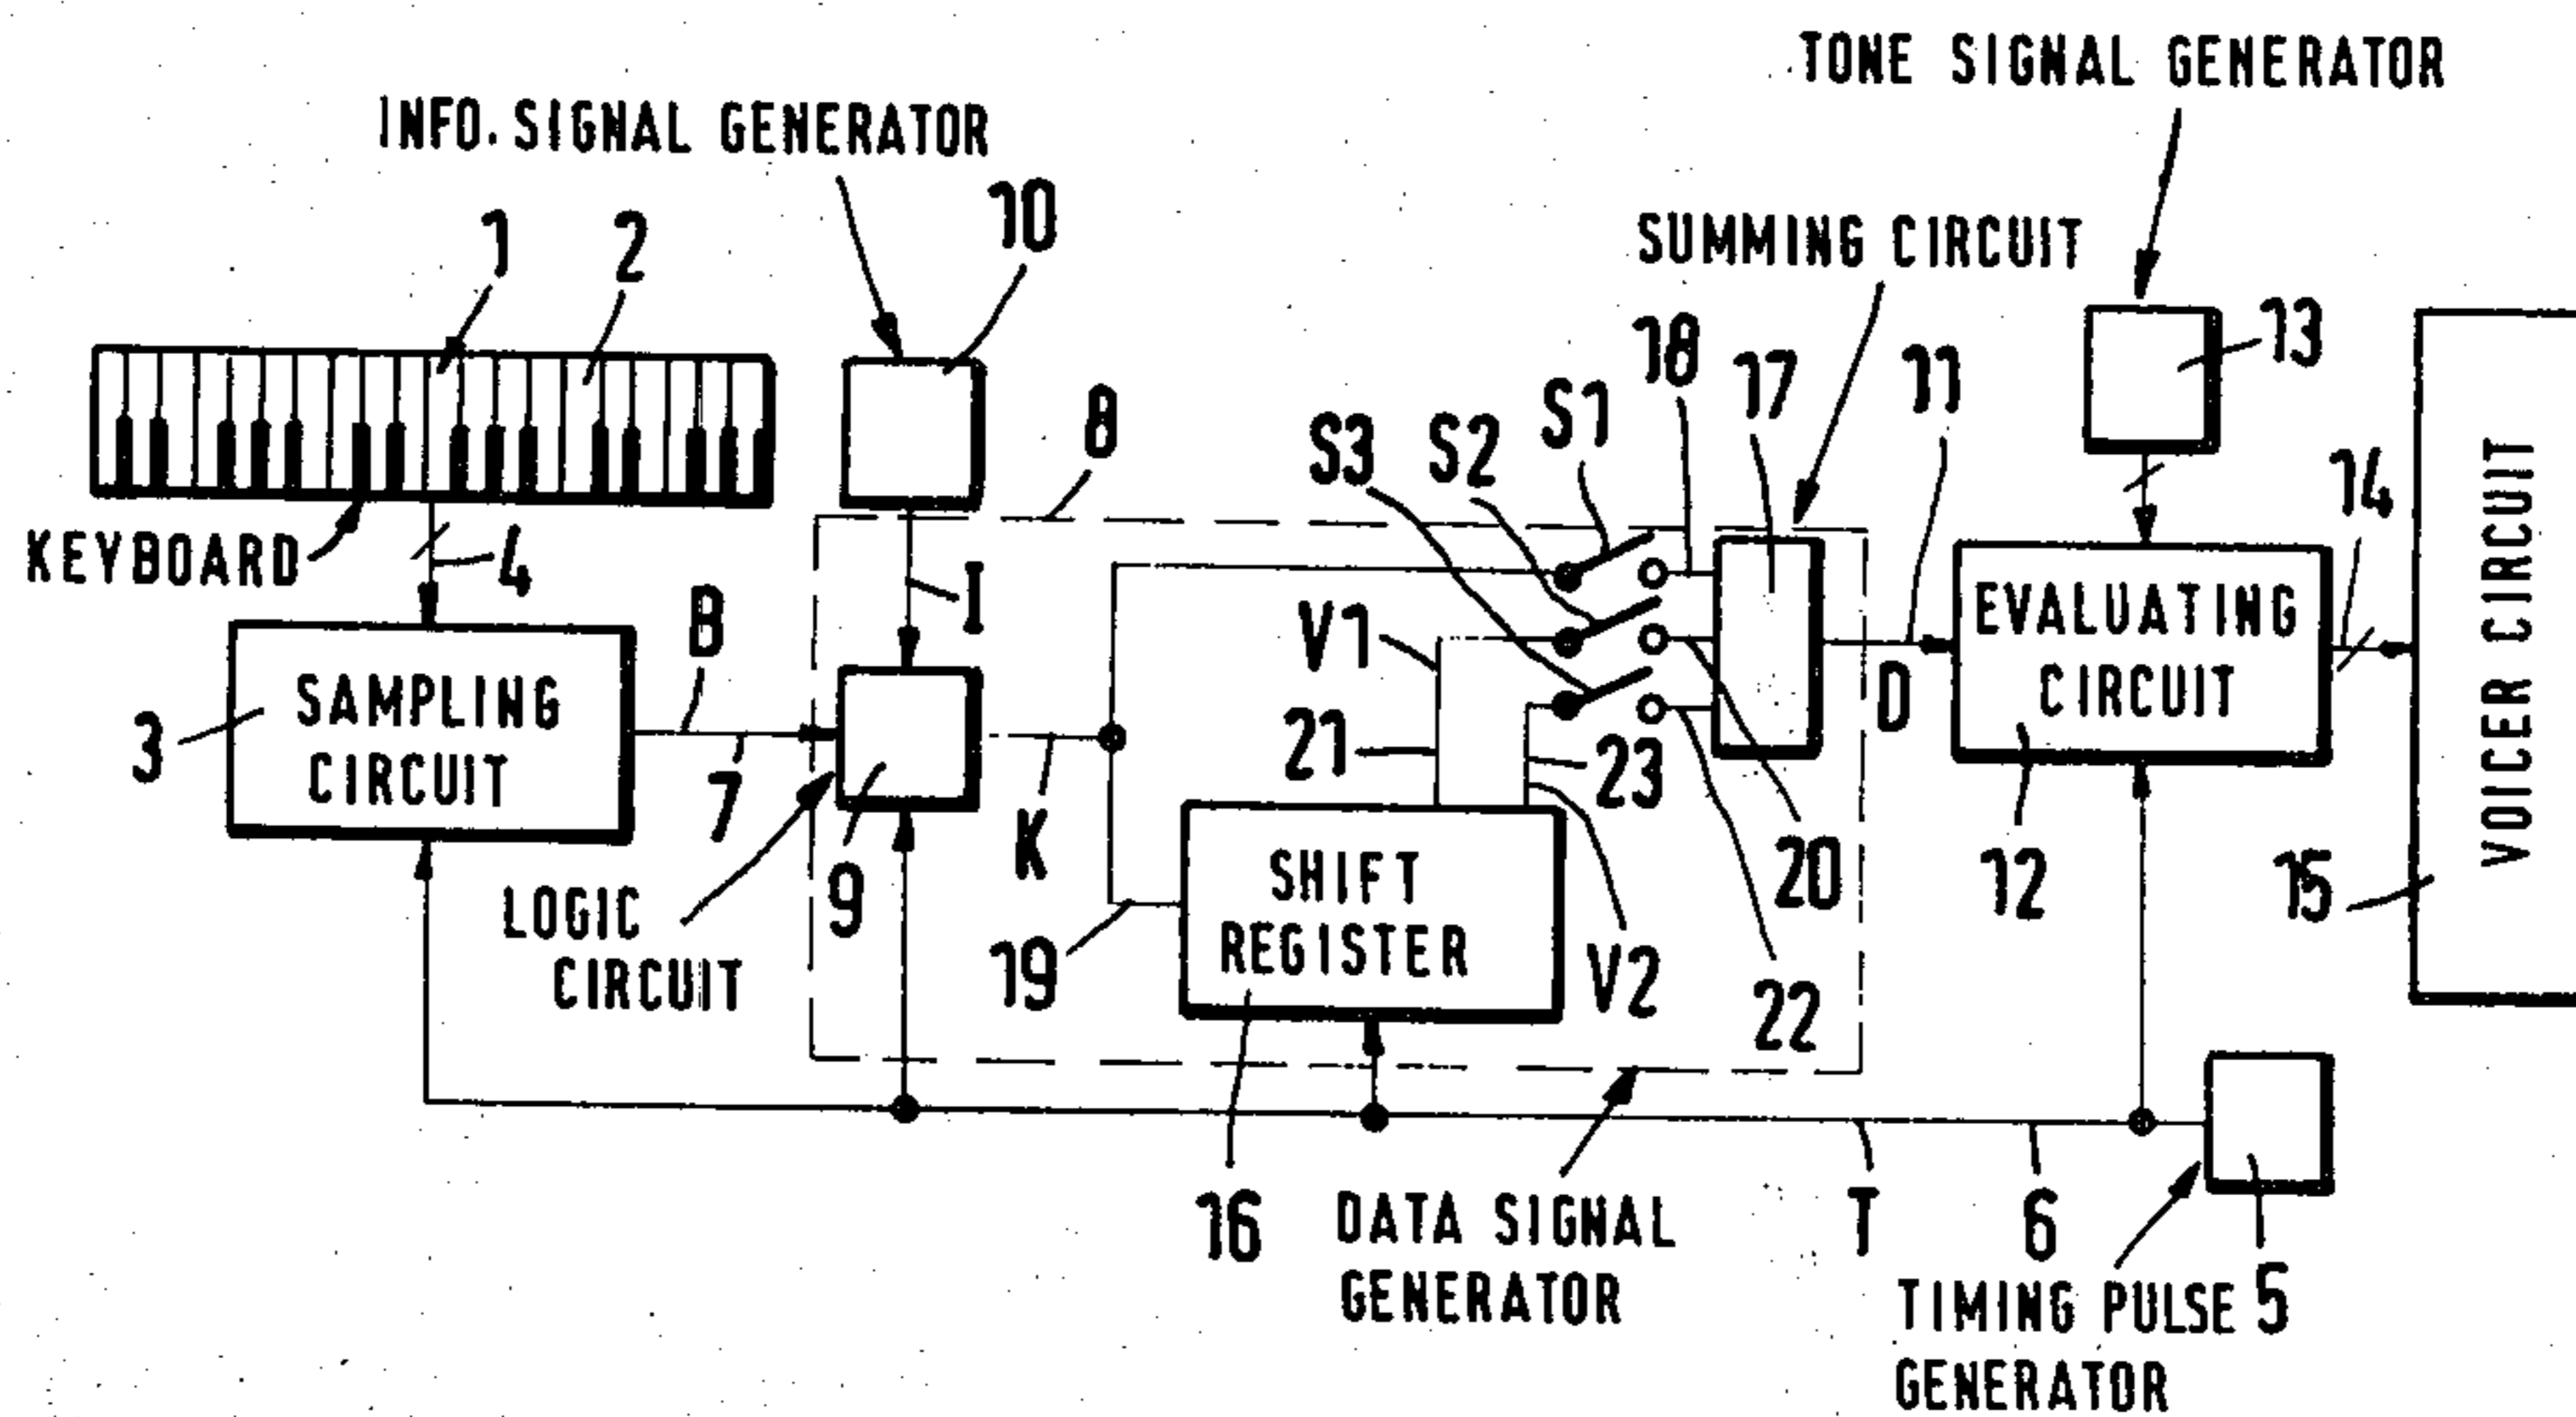 TONE SIGNAL GENERATOR
INFO. SIGNAL GENERATOR
10
1
2
SUMMING CIRCUIT
13
18
17
11
8
S1
S2
S3
14
KEYBOARD
4
I
B
V1
EVALUATING
CIRCUIT
VOICER CIRCUIT
SAMPLING
CIRCUIT
3
D
21
23
7
K
9
LOGIC
CIRCUIT
SHIFT
REGISTER
20
12
15
19
V2
22
16
DATA SIGNAL
GENERATOR
T
6
5
TIMING PULSE
GENERATOR